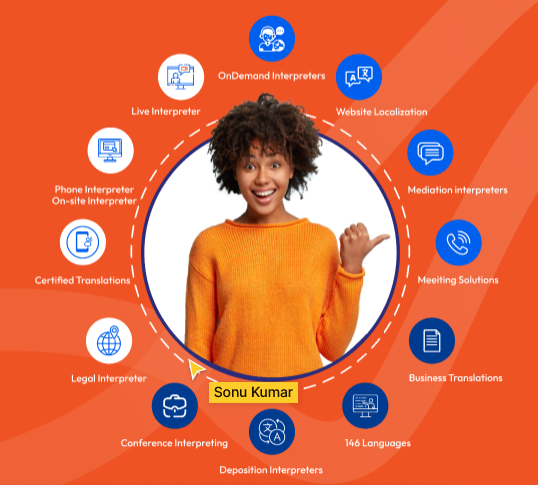 OnDemand Interpreters
Live Interpreter
Website Localization
Phone Interpreter
On-site Interpreter
Mediation interpreters
Certified Translations
Meeiting Solutions
Legal Interpreter
Business Translations
Sonu Kumar
Conference Interpreting
146 Languages
Deposition Interpreters